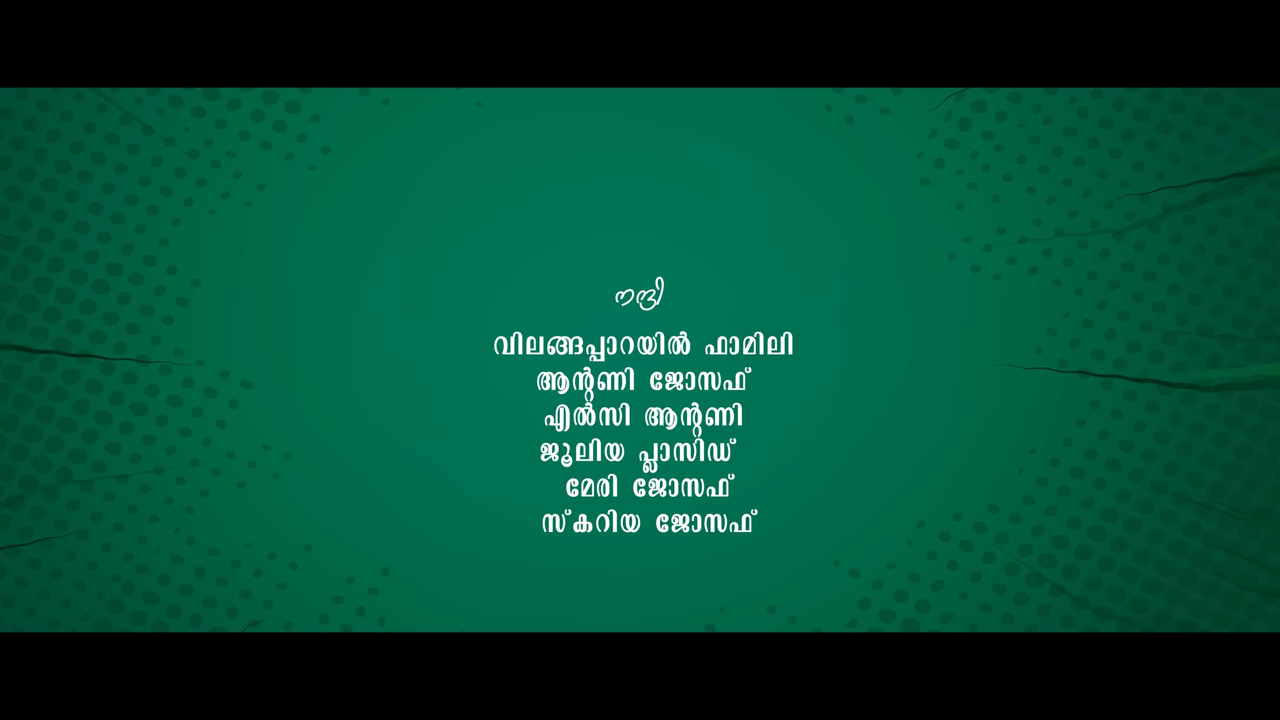 നന്ദി
വിലങ്ങപ്പാറയിൽ ഫാമിലി
ആന്റണി ജോസഫ്
എൽസി ആന്റണി
ജൂലിയ പ്ലാസിഡ്
മേരി ജോസഫ്
സ്കറിയ ജോസഫ്